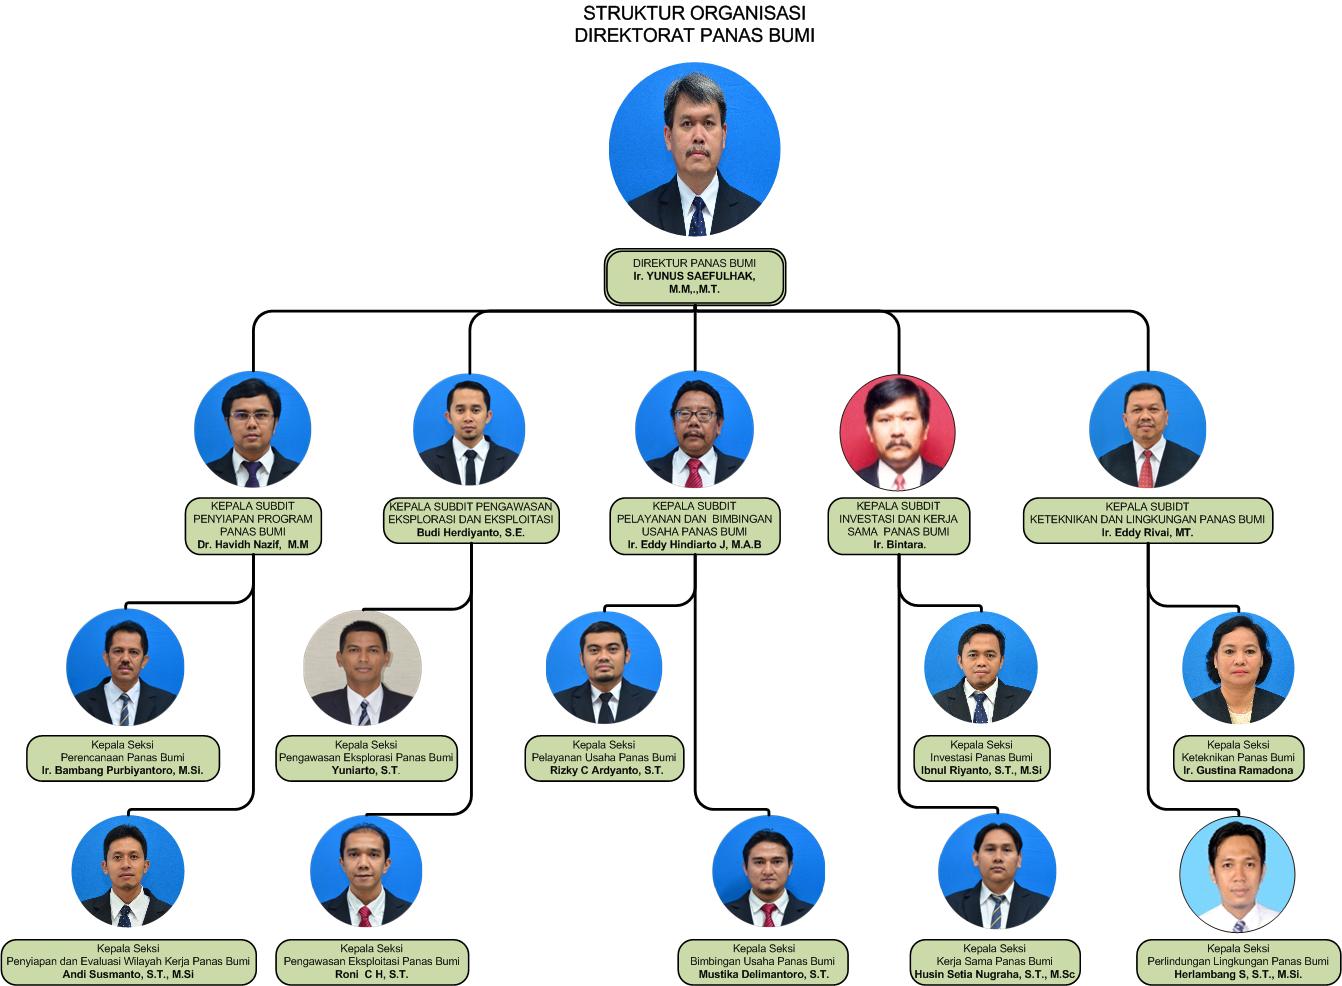 STRUKTUR ORGANISASI
DIREKTORAT PANAS BUMI
DIREKTUR PANAS BUMI
Ir. YUNUS SAEFULHAK,
M.M,.,M.T.
KEPALA SUBDIT
PENYIAPAN PROGRAM
PANAS BUMI
Dr. Havidh Nazif, M.M
KEPALA SUBDIT PENGAWASAN
EKSPLORASI DAN EKSPLOITASI
Budi Herdiyanto, S.E.
KEPALA SUBDIT
PELAYANAN DAN BIMBINGAN
USAHA PANAS BUMI
Ir. Eddy Hindiarto J, M.A.B
KEPALA SUBDIT
INVESTASI DAN KERJA
SAMA PANAS BUMI
Ir. Bintara.
KEPALA SUBIDT
KETEKNIKAN DAN LINGKUNGAN PANAS BUMI
Ir. Eddy Rivai, MT.
Kepala Seksi
Perencanaan Panas Bumi
Ir. Bambang Purbiyantoro, M.Si.
Kepala Seksi
Pengawasan Eksplorasi Panas Bumi
Yuniarto, S.T.
Kepala Seksi
Pelayanan Usaha Panas Bumi
Rizky C Ardyanto, S.T.
Kepala Seksi
Investasi Panas Bumi
Ibnul Riyanto, S.T., M.Si
Kepala Seksi
Keteknikan Panas Bumi
Ir. Gustina Ramadona
Kepala Seksi
Penyiapan dan Evaluasi Wilayah Kerja Panas Bumi
Andi Susmanto, S.T., M.Si
Kepala Seksi
Pengawasan Eksploitasi Panas Bumi
Roni C H, S.T.
Kepala Seksi
Bimbingan Usaha Panas Bumi
Mustika Delimantoro, S.T.
Kepala Seksi
Kerja Sama Panas Bumi
Husin Setia Nugraha, S.T., M.Sc
Kepala Seksi
Perlindungan Lingkungan Panas Bumi
Herlambang S, S.T., M.Si.